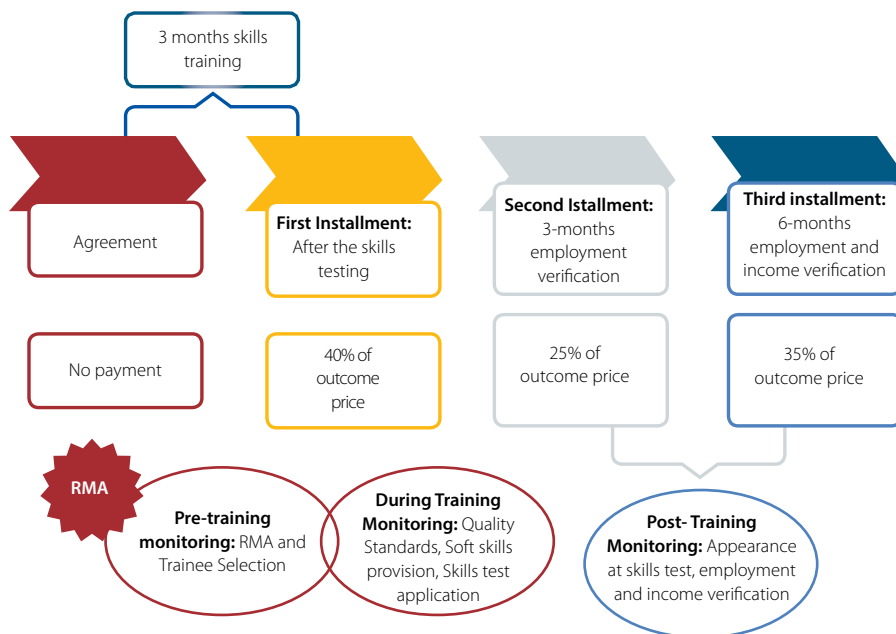 3 months skills
training
Agreement
First Installment:
After the skills
testing
Second Istallment:
3-months
employment
verification
Third installment:
6-months
employment and
income verification
No payment
40% of
outcome
price
25% of
outcome price
35% of
outcome price
RMA
Pre-training
monitoring: RMA and
Trainee Selection
During Training
Monitoring: Quality
Standards, Soft skills
provision, Skills test
application
Post- Training
Monitoring: Appearance
at skills test, employment
and income verification